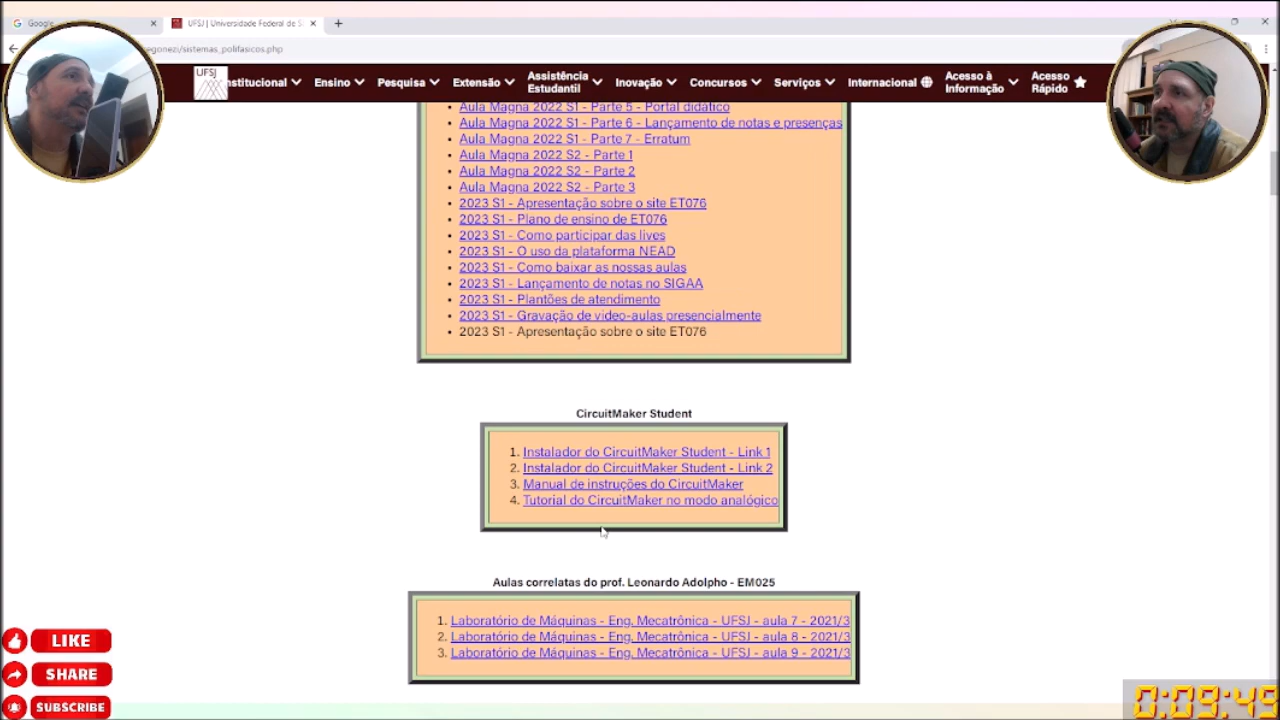 Google
UFSJ | Universidade Federal de S
egonezi/sistemas_polifasicos.php
UFSJ
nstitucional
Ensino
Pesquisa
Extensão
Assistência
Estudantil
Inovação
Concursos
Serviços
Internacional
Acesso à
Informação
Acesso
Rápido
• Aula Magna 2022 S1 - Parte 5 - Portal didático
• Aula Magna 2022 S1 - Parte 6 - Lançamento de notas e presenças
• Aula Magna 2022 S1 - Parte 7 - Erratum
• Aula Magna 2022 S2 - Parte 1
• Aula Magna 2022 S2 - Parte 2
• Aula Magna 2022 S2 - Parte 3
• 2023 S1 - Apresentação sobre o site ET076
• 2023 S1 - Plano de ensino de ET076
• 2023 S1 - Como participar das lives
• 2023 S1 - O uso da plataforma NEAD
• 2023 S1 - Como baixar as nossas aulas
• 2023 S1 - Lançamento de notas no SIGAA
• 2023 S1 - Plantões de atendimento
• 2023 S1 - Gravação de video-aulas presencialmente
• 2023 S1 - Apresentação sobre o site ET076
CircuitMaker Student
1. Instalador do CircuitMaker Student - Link 1
2. Instalador do CircuitMaker Student - Link 2
3. Manual de instruções do CircuitMaker
4. Tutorial do CircuitMaker no modo analógico
Aulas correlatas do prof. Leonardo Adolpho - EM025
1. Laboratório de Máquinas - Eng. Mecatrônica - UFSJ - aula 7 - 2021/3
2. Laboratório de Máquinas - Eng. Mecatrônica - UFSJ - aula 8 - 2021/3
3. Laboratório de Máquinas - Eng. Mecatrônica - UFSJ - aula 9 - 2021/3
LIKE
SHARE
SUBSCRIBE
0:09:49